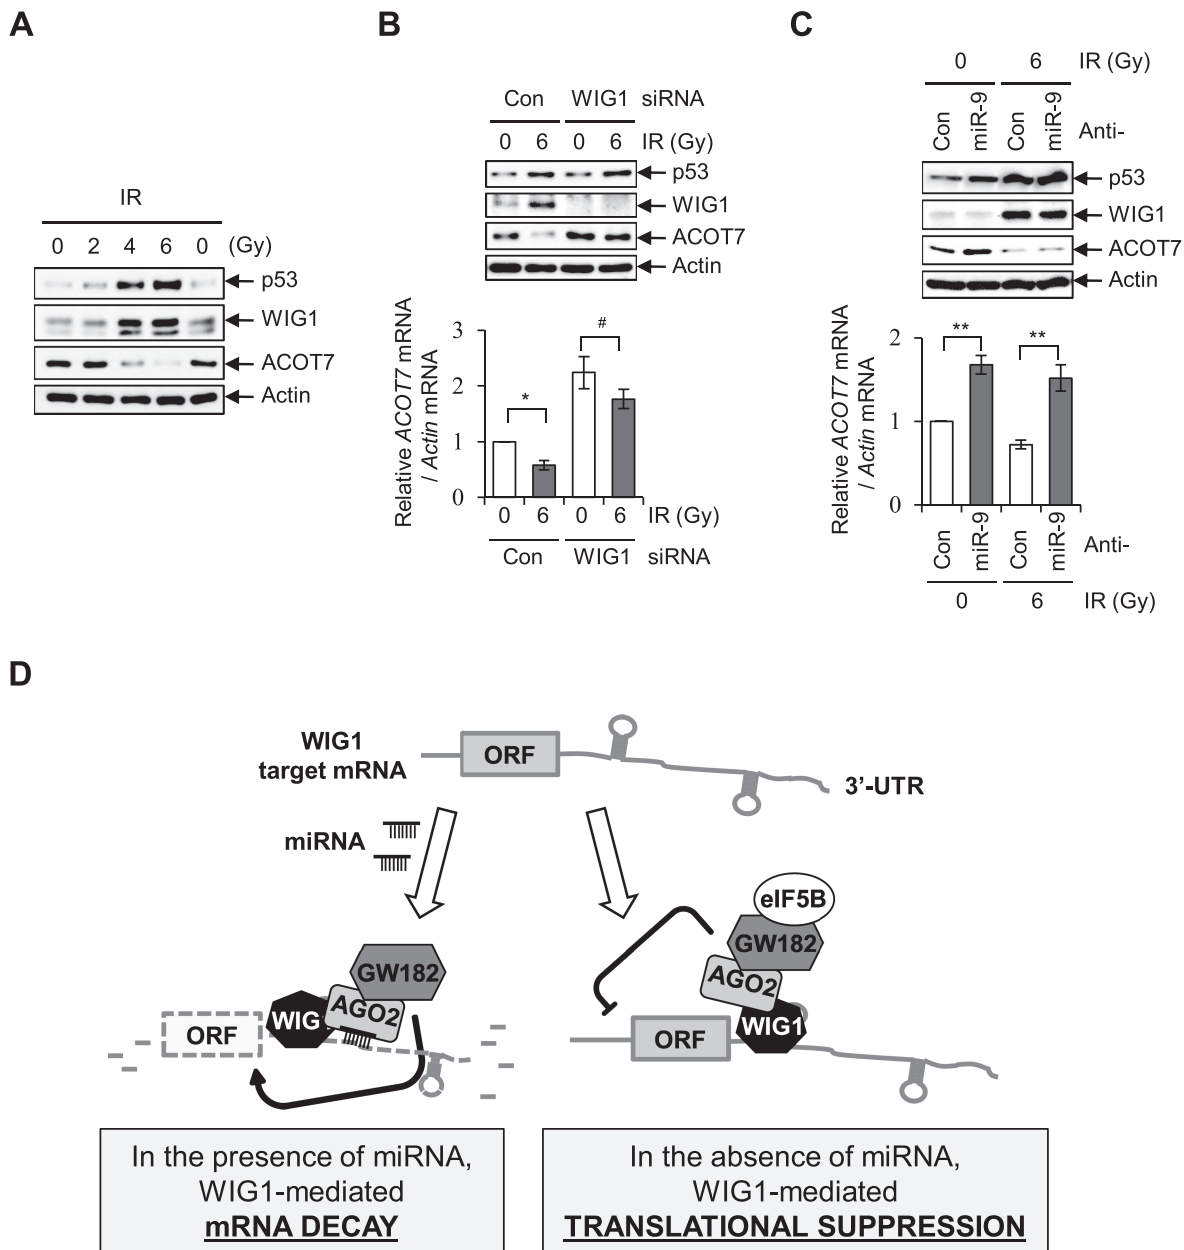 A
IR
0 2 4 6 0 (Gy)
p53
WIG1
ACOT7
Actin
B
Con WIG1 siRNA
0 6 0 6 IR (Gy)
p53
WIG1
ACOT7
Actin
Relative ACOT7 mRNA
/ Actin mRNA
3
2
1
0
*
#
0 6 0 6 IR (Gy)
Con WIG1 siRNA
C
0 6 IR (Gy)
Con miR-9 Con miR-9 Anti-
p53
WIG1
ACOT7
Actin
Relative ACOT7 mRNA
/ Actin mRNA
2
1
0
**
**
Con miR-9 Con miR-9 Anti-
0 6 IR (Gy)
D
WIG1
target mRNA
ORF
3'-UTR
miRNA
GW182
AGO2
WIG
ORF
eIF5B
GW182
AGO2
WIG1
ORF
In the presence of miRNA,
WIG1-mediated
mRNA DECAY
In the absence of miRNA,
WIG1-mediated
TRANSLATIONAL SUPPRESSION